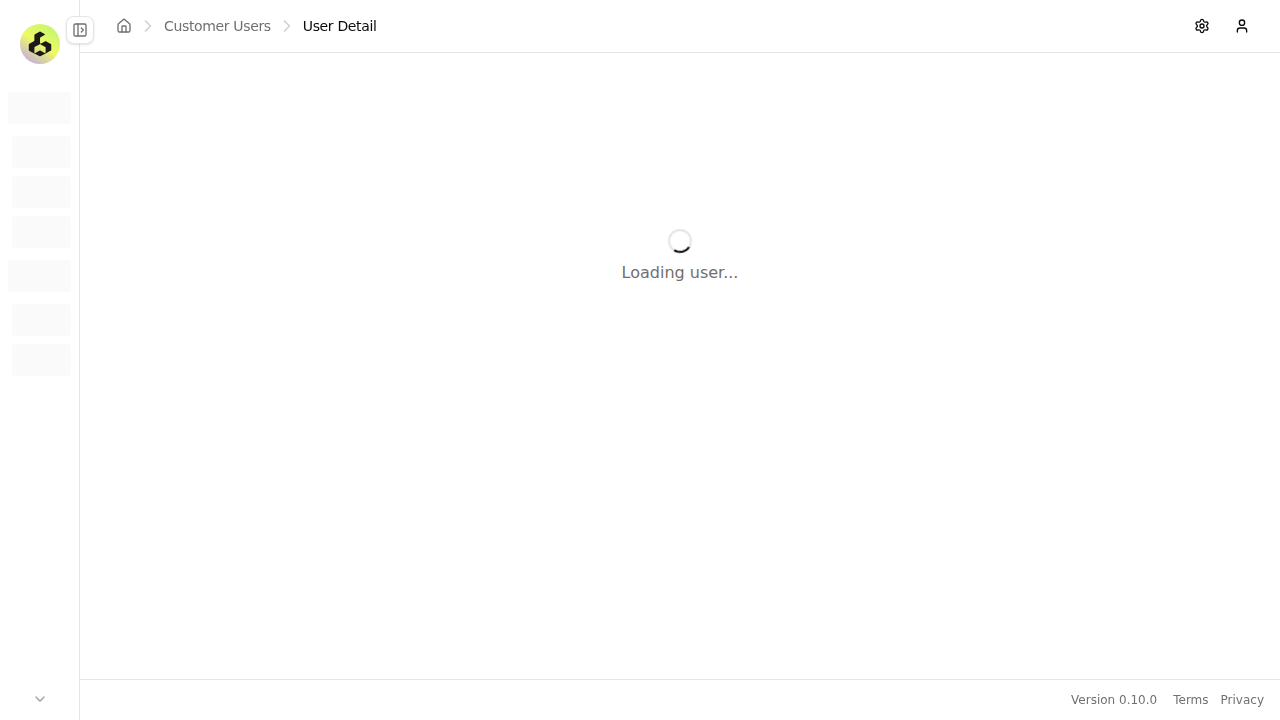 Customer Users
User Detail
Loading user...
Version 0.10.0
Terms
Privacy